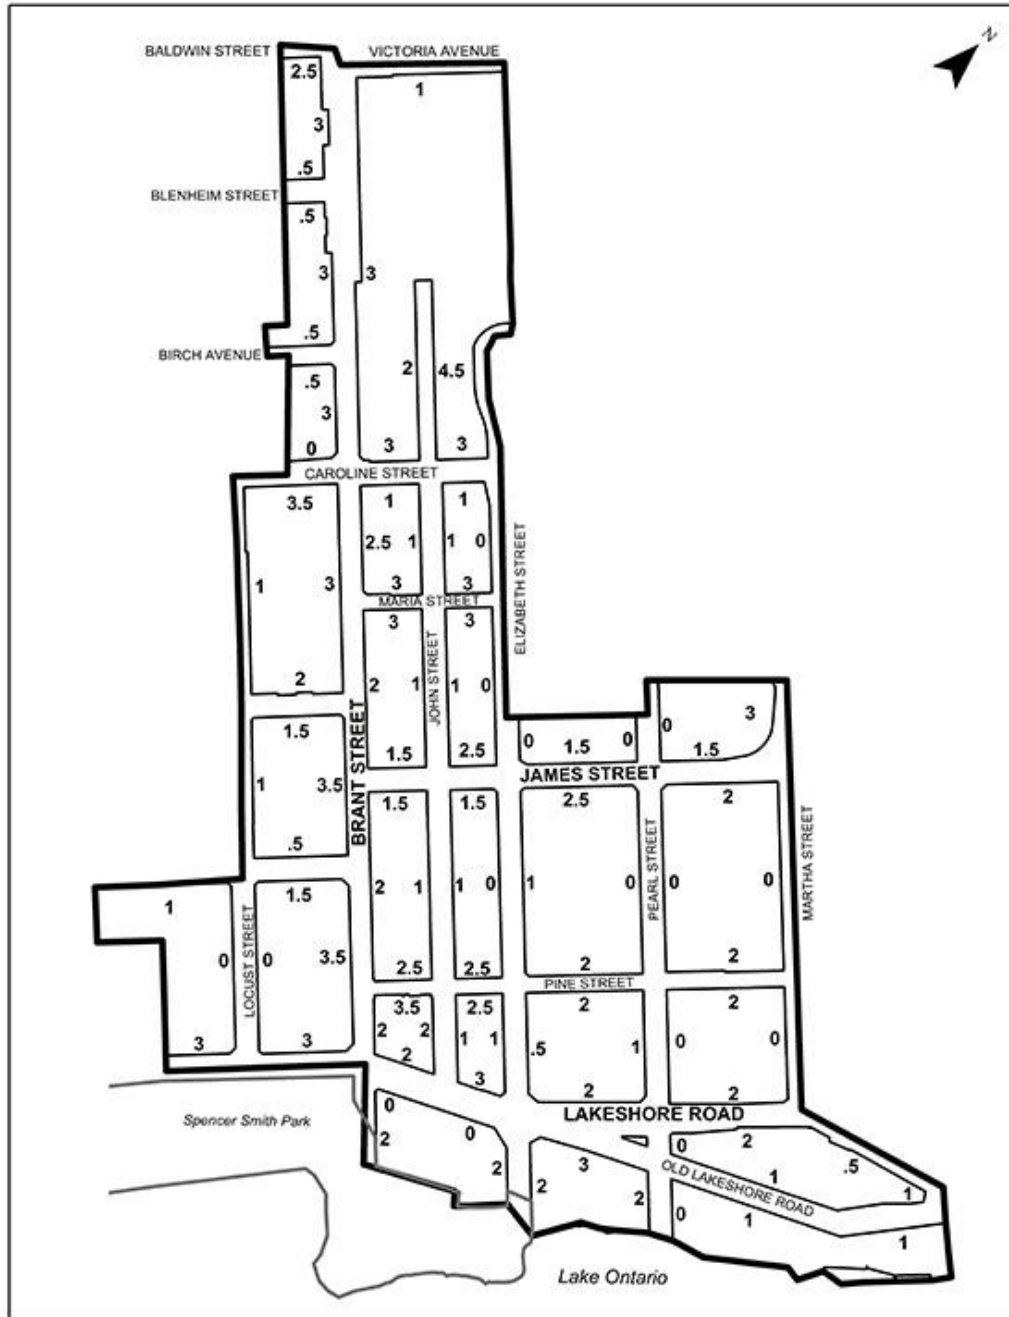 BALDWIN STREET VICTORIA AVENUE N
2.5
1
3
.5
BLENHEIM STREET
.5
3 3
.5
BIRCH AVENUE
2 4.5
.5
3
0 3 3
CAROLINE STREET
3.5 1 1
2.5 1 1 0
1 3 3 3
MARIA STREET
ELIZABETH STREET
3 3
JOHN STREET
2 2 1 1 0
BRANT STREET
1.5 1.5 2.5 0 1.5 0 0 1.5 3
JAMES STREET
1 3.5
.5
1.5 1.5 2.5 2
PEARL STREET
MARTHA STREET
2 1 1 0 1 0 0 0
1 1.5
LOCUST STREET
0 0 3.5
2.5 2.5 2 2
PINE STREET
3.5 2.5 2 2
2 2 1 1 .5 1 0 0
3 3 2 3 2 2
LAKESHORE ROAD
Spencer Smith Park
0 0 2 2
3 2 2
0 2 .5 1 1
OLD LAKESHORE ROAD
0 1 1
Lake Ontario